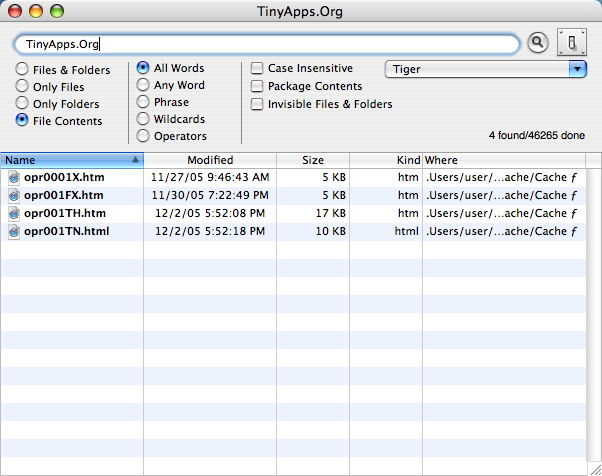 TinyApps.Org
TinyApps.Org
Files & Folders
Only Files
Only Folders
File Contents
All Words
Any Word
Phrase
Wildcards
Operators
Case Insensitive
Package Contents
Invisible Files & Folders
Tiger
4 found/46265 done
Name Modified Size Kind Where
opr0001X.htm 11/27/05 9:46:43 AM 5 KB htm .Users/user/...ache/Cache ƒ
opr001FX.htm 11/30/05 7:22:49 PM 5 KB htm .Users/user/...ache/Cache ƒ
opr001TH.htm 12/2/05 5:52:08 PM 17 KB htm .Users/user/...ache/Cache ƒ
opr001TN.html 12/2/05 5:52:18 PM 10 KB html .Users/user/...ache/Cache ƒ